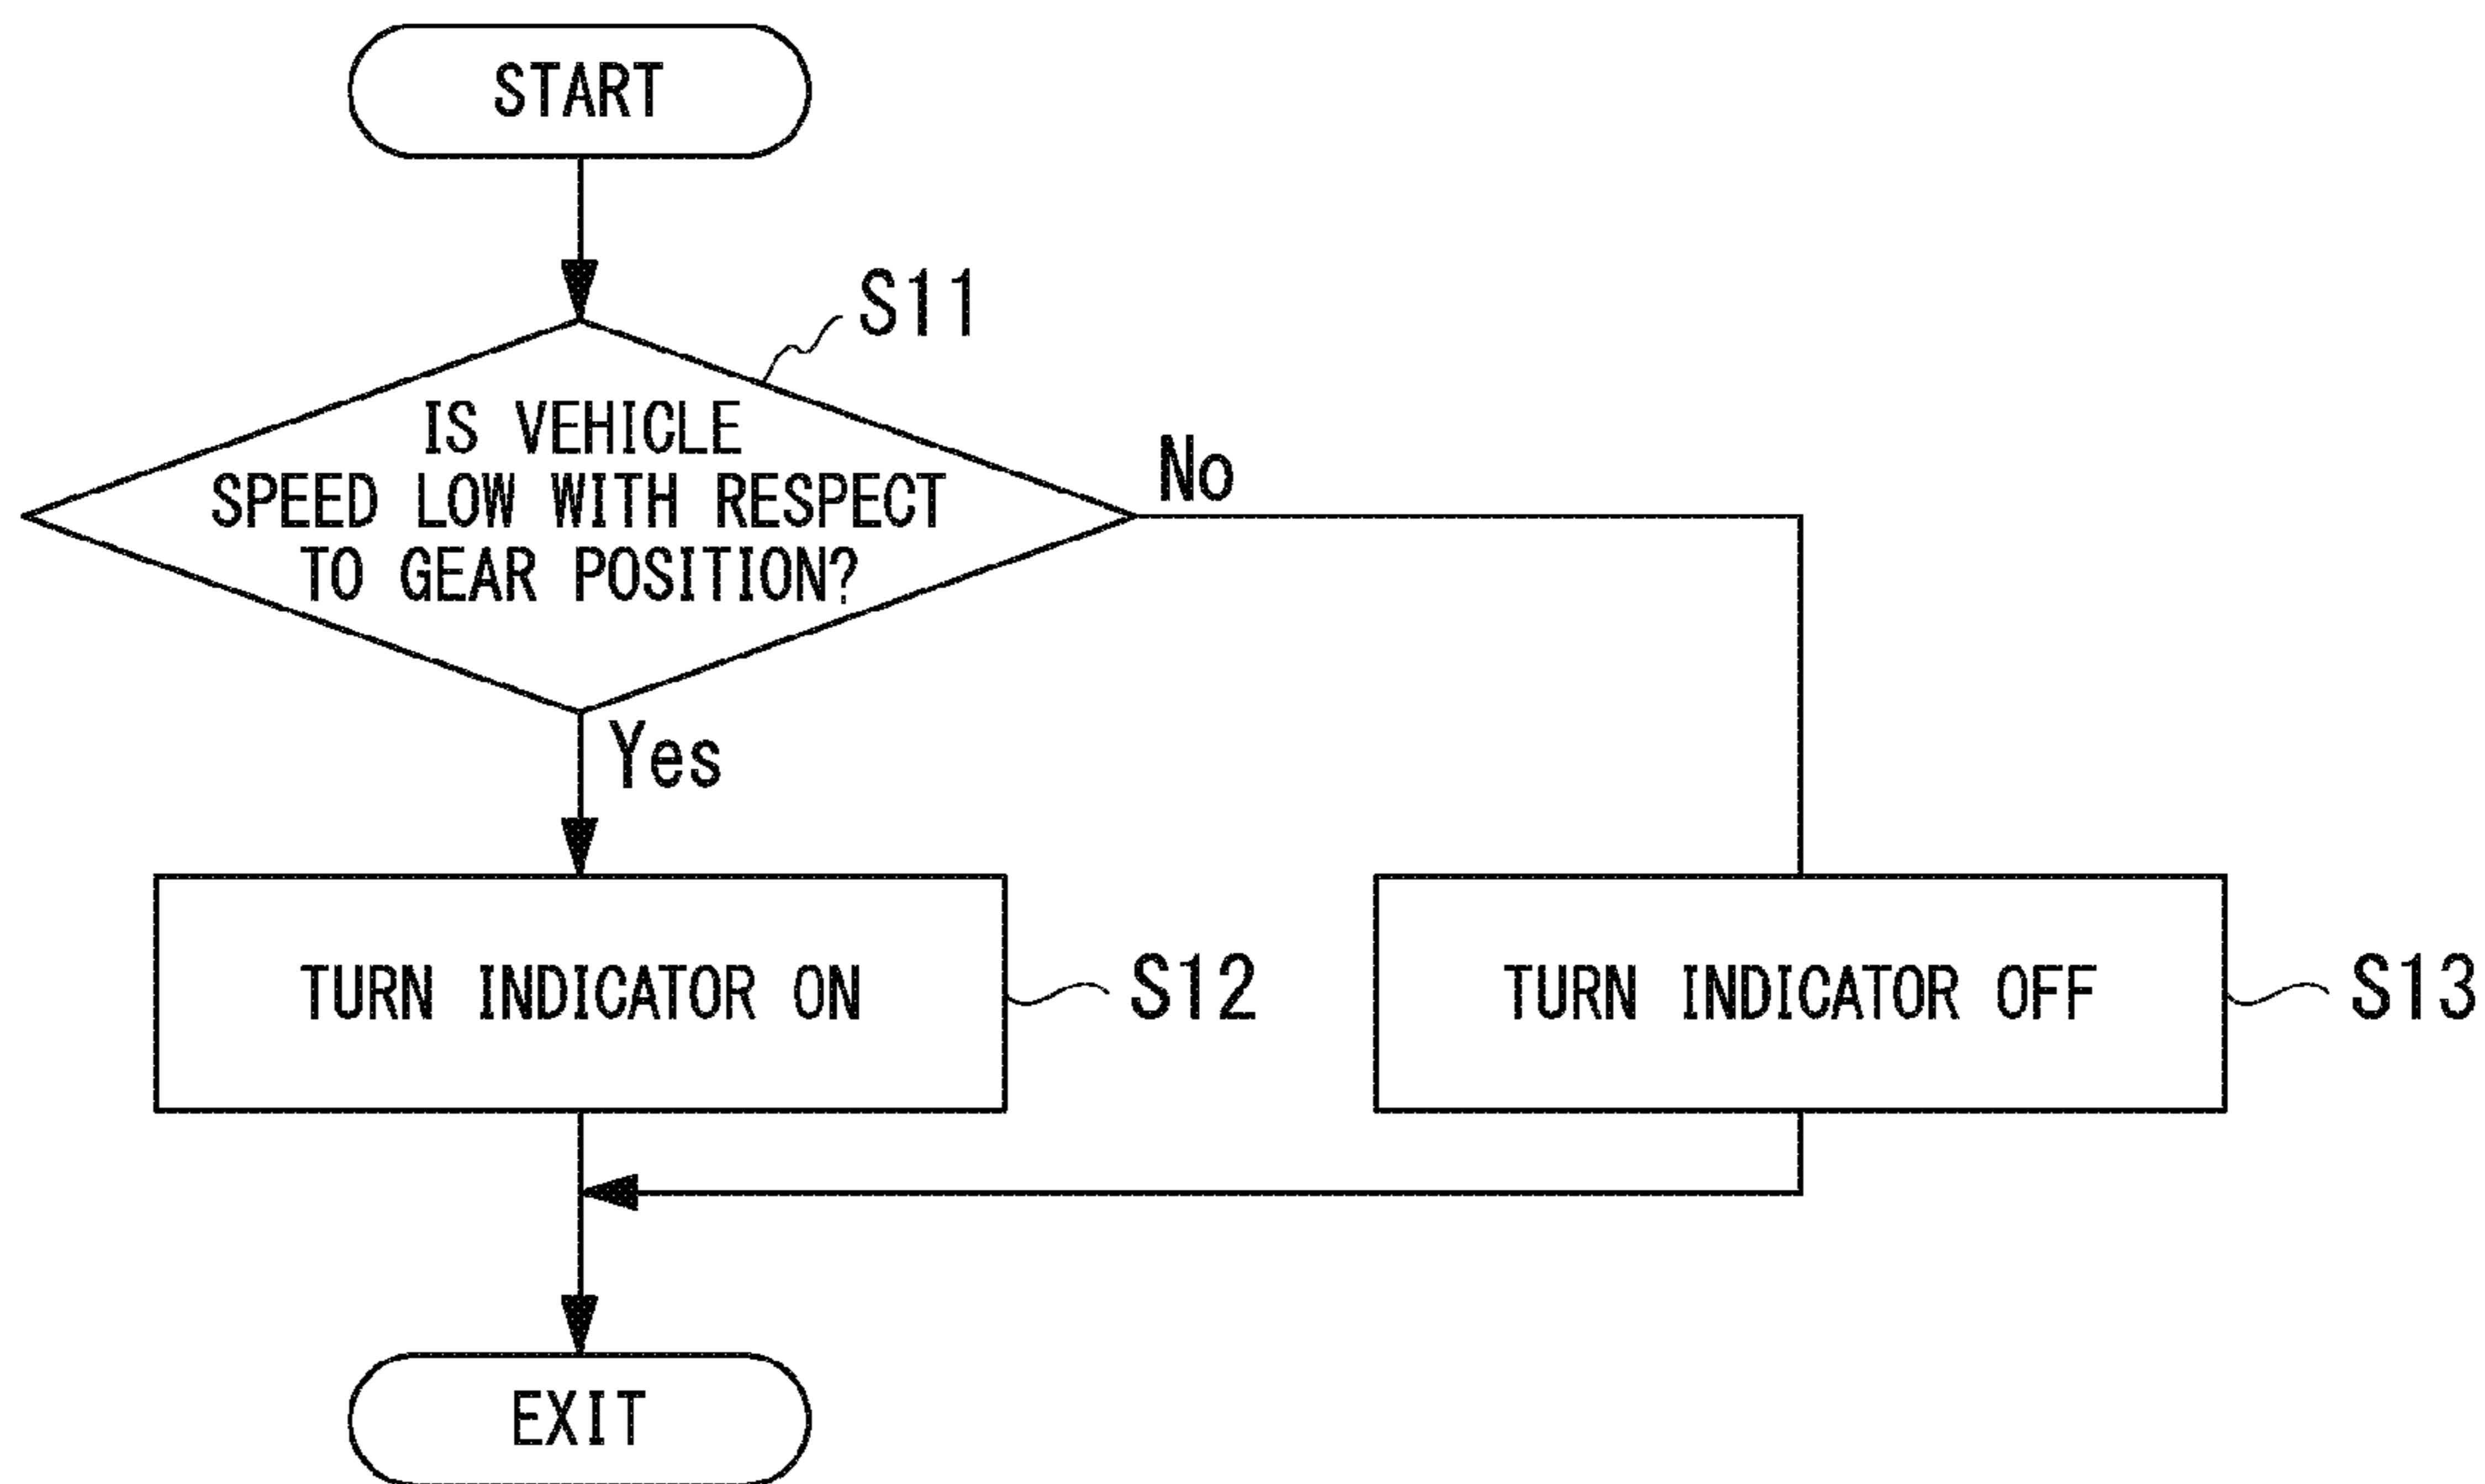 START
S11
IS VEHICLE
SPEED LOW WITH RESPECT
TO GEAR POSITION?
No
Yes
TURN INDICATOR ON
S12
TURN INDICATOR OFF
S13
EXIT